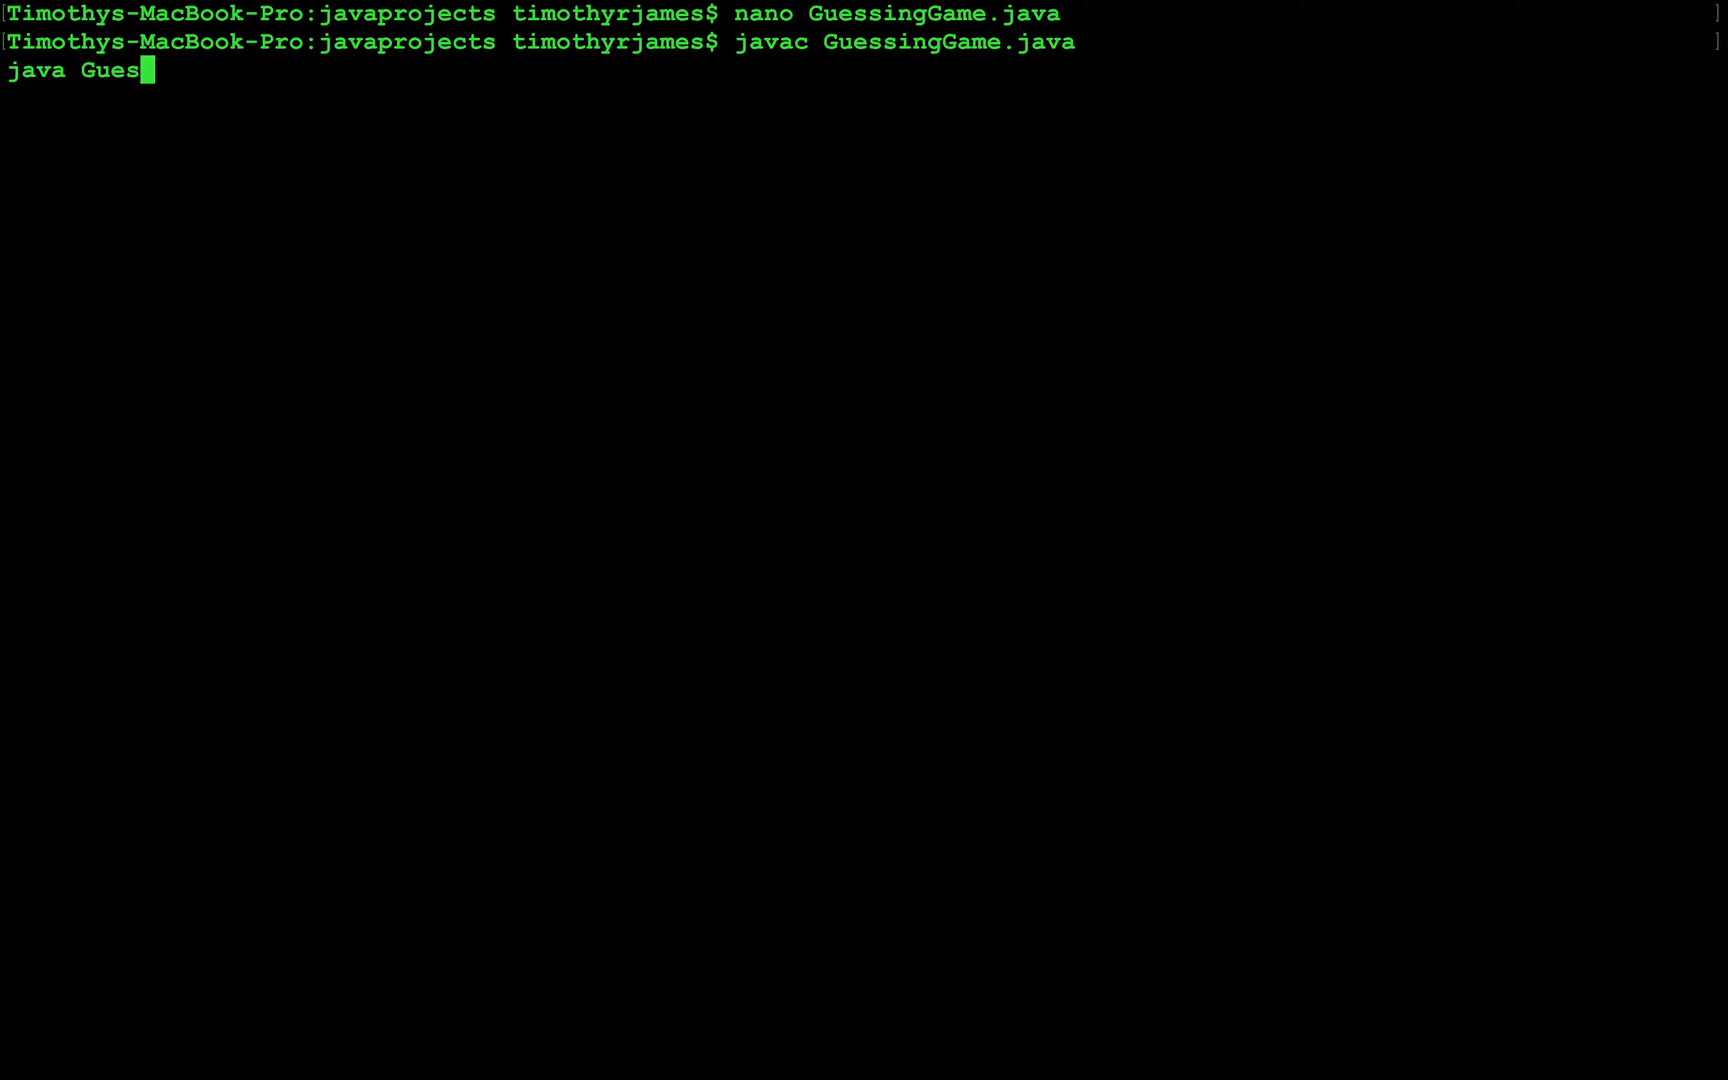 [Timothys-MacBook-Pro:javaprojects timothyrjames$ nano GuessingGame.java ]
[Timothys-MacBook-Pro:javaprojects timothyrjames$ javac GuessingGame.java ]
java Gues